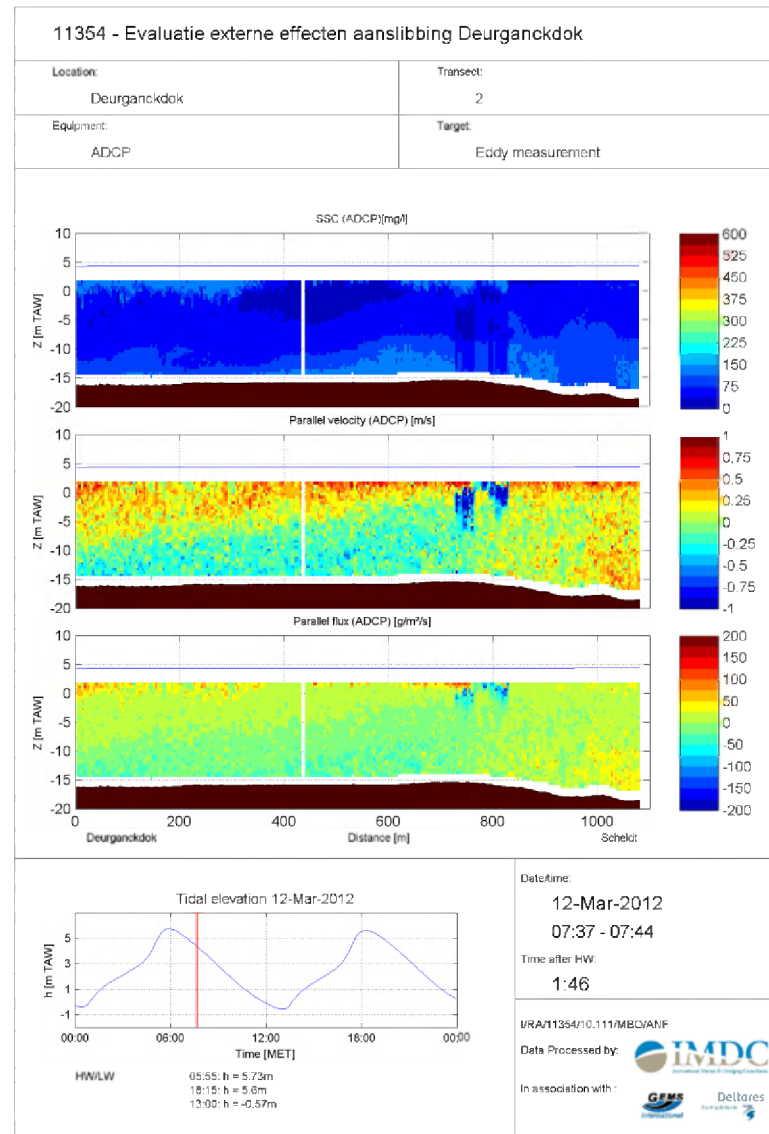 11354 - Evaluatie externe effecten aanslibbing Deurganckdok
Location:
Deurganckdok
Transect:
2
Equipment:
ADCP
Target:
Eddy measurement
SSC (ADCP)[mg/l]
10
5
0
-5
-10
-15
-20
Z [m TAW]
600
525
450
375
300
225
150
75
0
Parallel velocity (ADCP) [m/s]
10
5
0
-5
-10
-15
-20
Z [m TAW]
1
0.75
0.5
0.25
0
-0.25
-0.5
-0.75
-1
Parallel flux (ADCP) [g/m²/s]
10
5
0
-5
-10
-15
-20
Z [m TAW]
200
150
100
50
0
-50
-100
-150
-200
0 200 400 600 800 1000
Deurganckdok Distance [m] Scheldt
Tidal elevation 12-Mar-2012
h [m TAW]
5
3
1
-1
00:00 06:00 12:00 18:00 00:00
Time [MET]
HW/LW
05:55: h = 5.73m
18:15: h = 5.6m
13:00: h = -0.57m
Date/time:
12-Mar-2012
07:37 - 07:44
Time after HW:
1:46
I/RA/11354/10.111/MBO/ANF
Data Processed by:
IMDC
International Marine & Dredging Consultants
In association with :
GEMS
International
Deltares